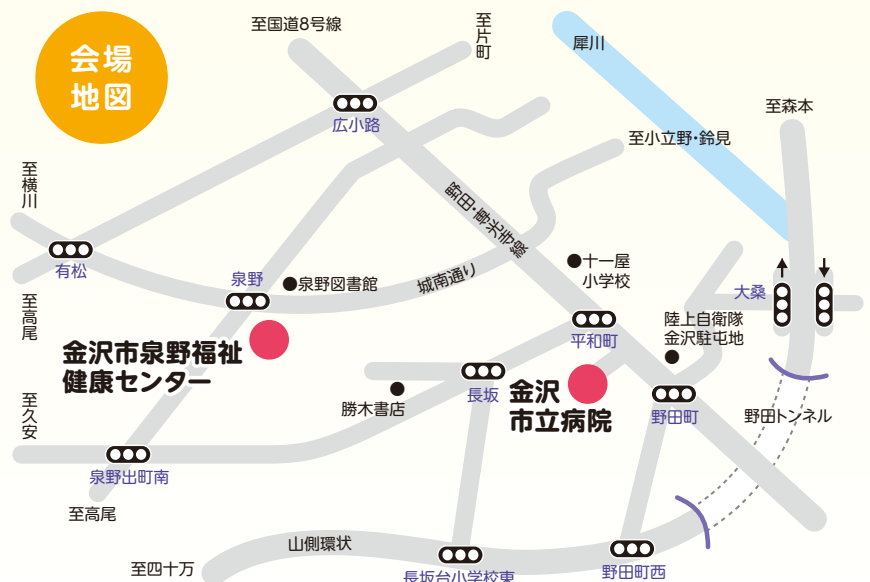 会場
地図
至国道8号線
至片町
犀川
広小路
至森本
至小立野・鈴見
至横川
野田・専光寺線
有松
泉野
泉野図書館
城南通り
十一屋
小学校
大桑
至高尾
平和町
陸上自衛隊
金沢駐屯地
金沢市泉野福祉
健康センター
長坂
金沢
市立病院
勝木書店
野田町
野田トンネル
至久安
泉野出町南
至高尾
山側環状
至四十万
長坂台小学校東
野田町西